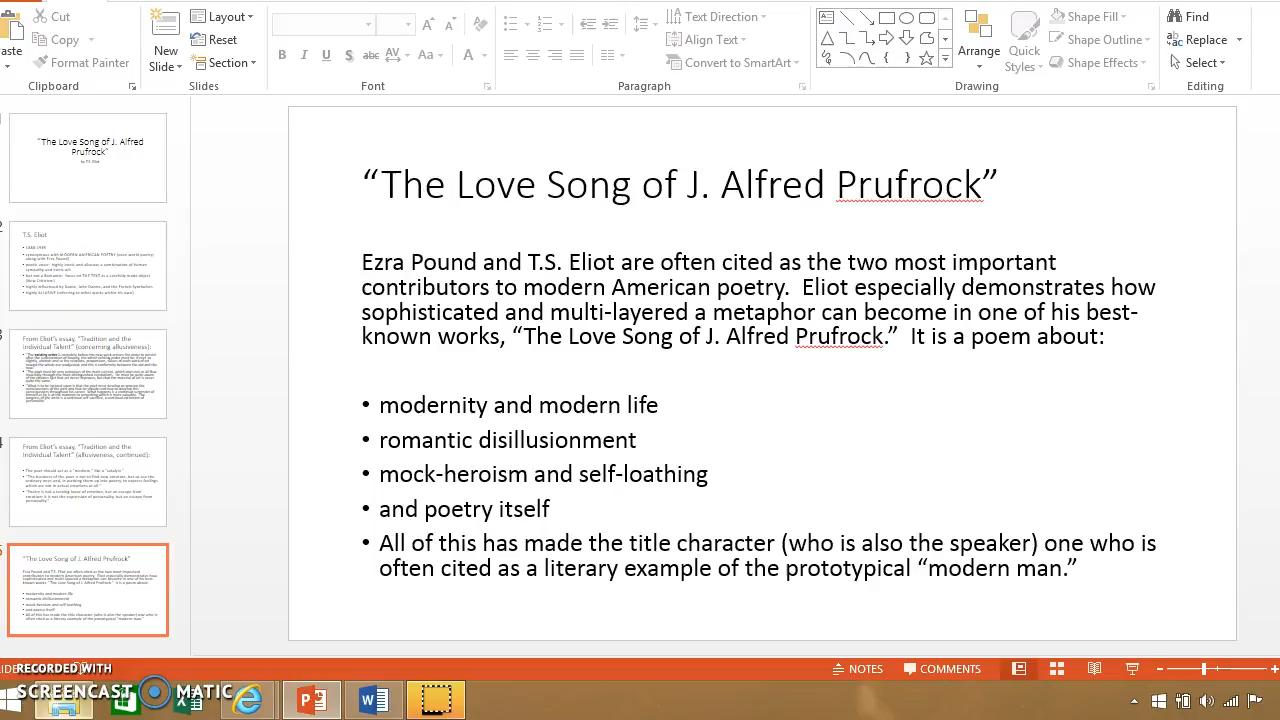 Cut
Copy
Format Painter
Clipboard
New
Slide
Layout
Reset
Section
Slides
B I U S abc AV Aa A
Font
Text Direction
Align Text
Convert to SmartArt
Paragraph
Arrange
Quick
Styles
Shape Fill
Shape Outline
Shape Effects
Drawing
Find
Replace
Select
Editing
“The Love Song of J. Alfred
Prufrock”
by T.S. Eliot
2
T.S. Eliot
3
From Eliot’s essay, “Tradition and the
Individual Talent” (concerning allusiveness):
4
From Eliot’s essay, “Tradition and the
Individual Talent” (allusiveness, continued):
“The Love Song of J. Alfred Prufrock”
“The Love Song of J. Alfred Prufrock”
Ezra Pound and T.S. Eliot are often cited as the two most important
contributors to modern American poetry.  Eliot especially demonstrates how
sophisticated and multi-layered a metaphor can become in one of his best-
known works, “The Love Song of J. Alfred Prufrock.”  It is a poem about:
• modernity and modern life
• romantic disillusionment
• mock-heroism and self-loathing
• and poetry itself
• All of this has made the title character (who is also the speaker) one who is
often cited as a literary example of the prototypical “modern man.”
NOTES
COMMENTS
RECORDED WITH
SCREENCAST MATIC